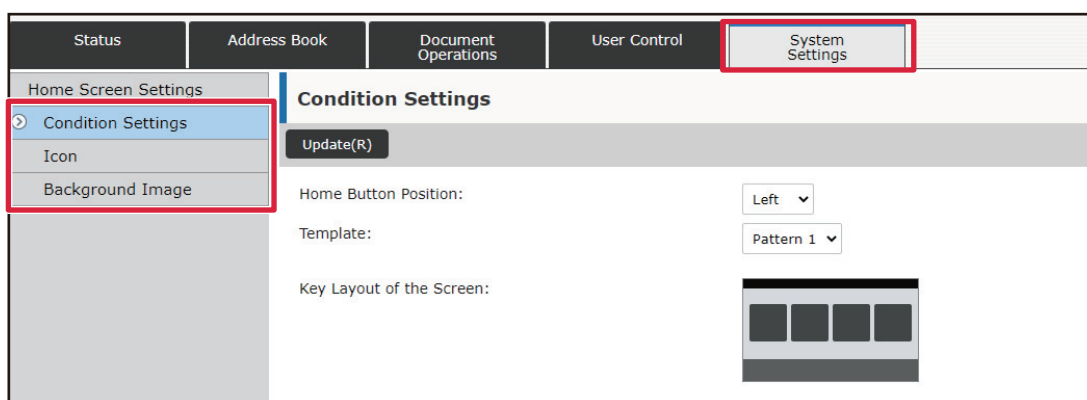 Status
Address Book
Document
Operations
User Control
System
Settings
Home Screen Settings
Condition Settings
Icon
Background Image
Condition Settings
Update(R)
Home Button Position:
Left
Template:
Pattern 1
Key Layout of the Screen: